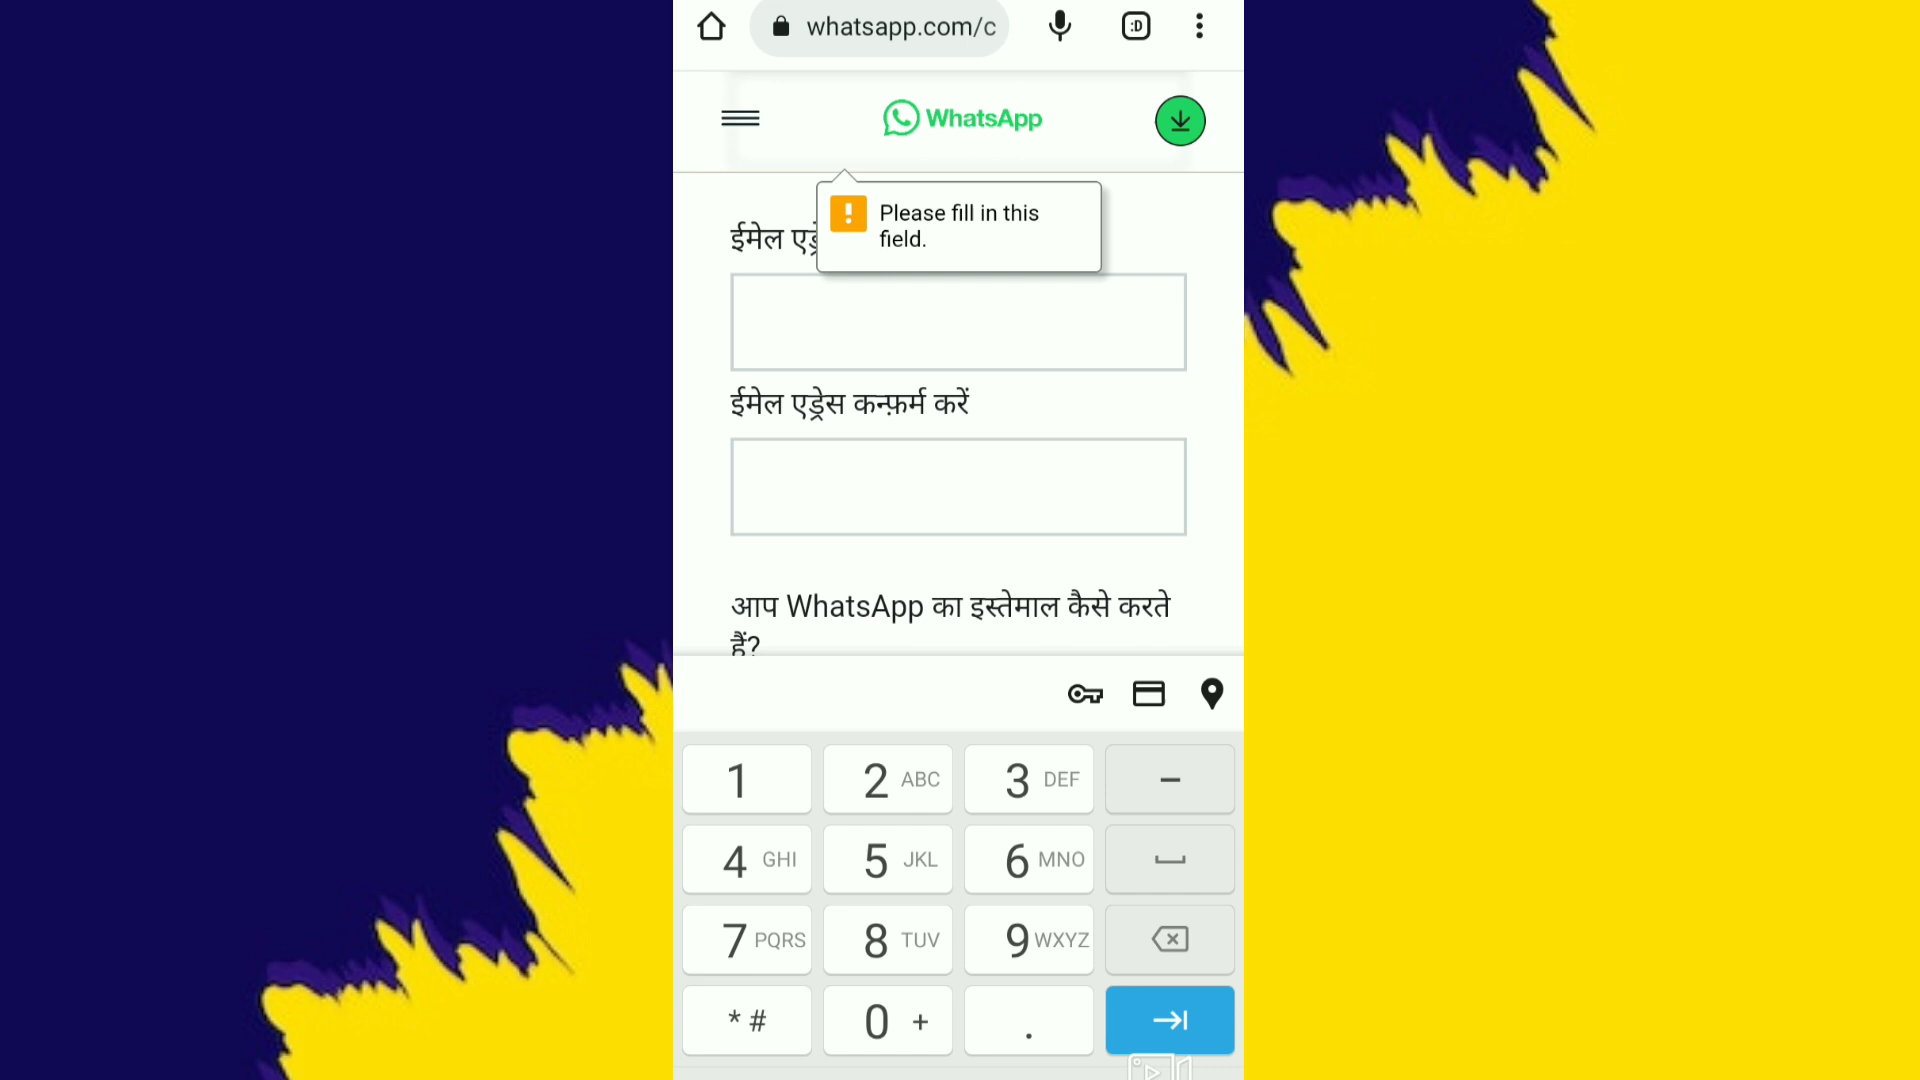 whatsapp.com/c
:D
WhatsApp
Please fill in this
field.
ईमेल
ईमेल एड्रेस कन्फ़र्म करें
आप WhatsApp का इस्तेमाल कैसे करते
हैं?
1
2 ABC
3 DEF
-
4 GHI
5 JKL
6 MNO
7 PQRS
8 TUV
9 WXYZ
* #
0 +
.